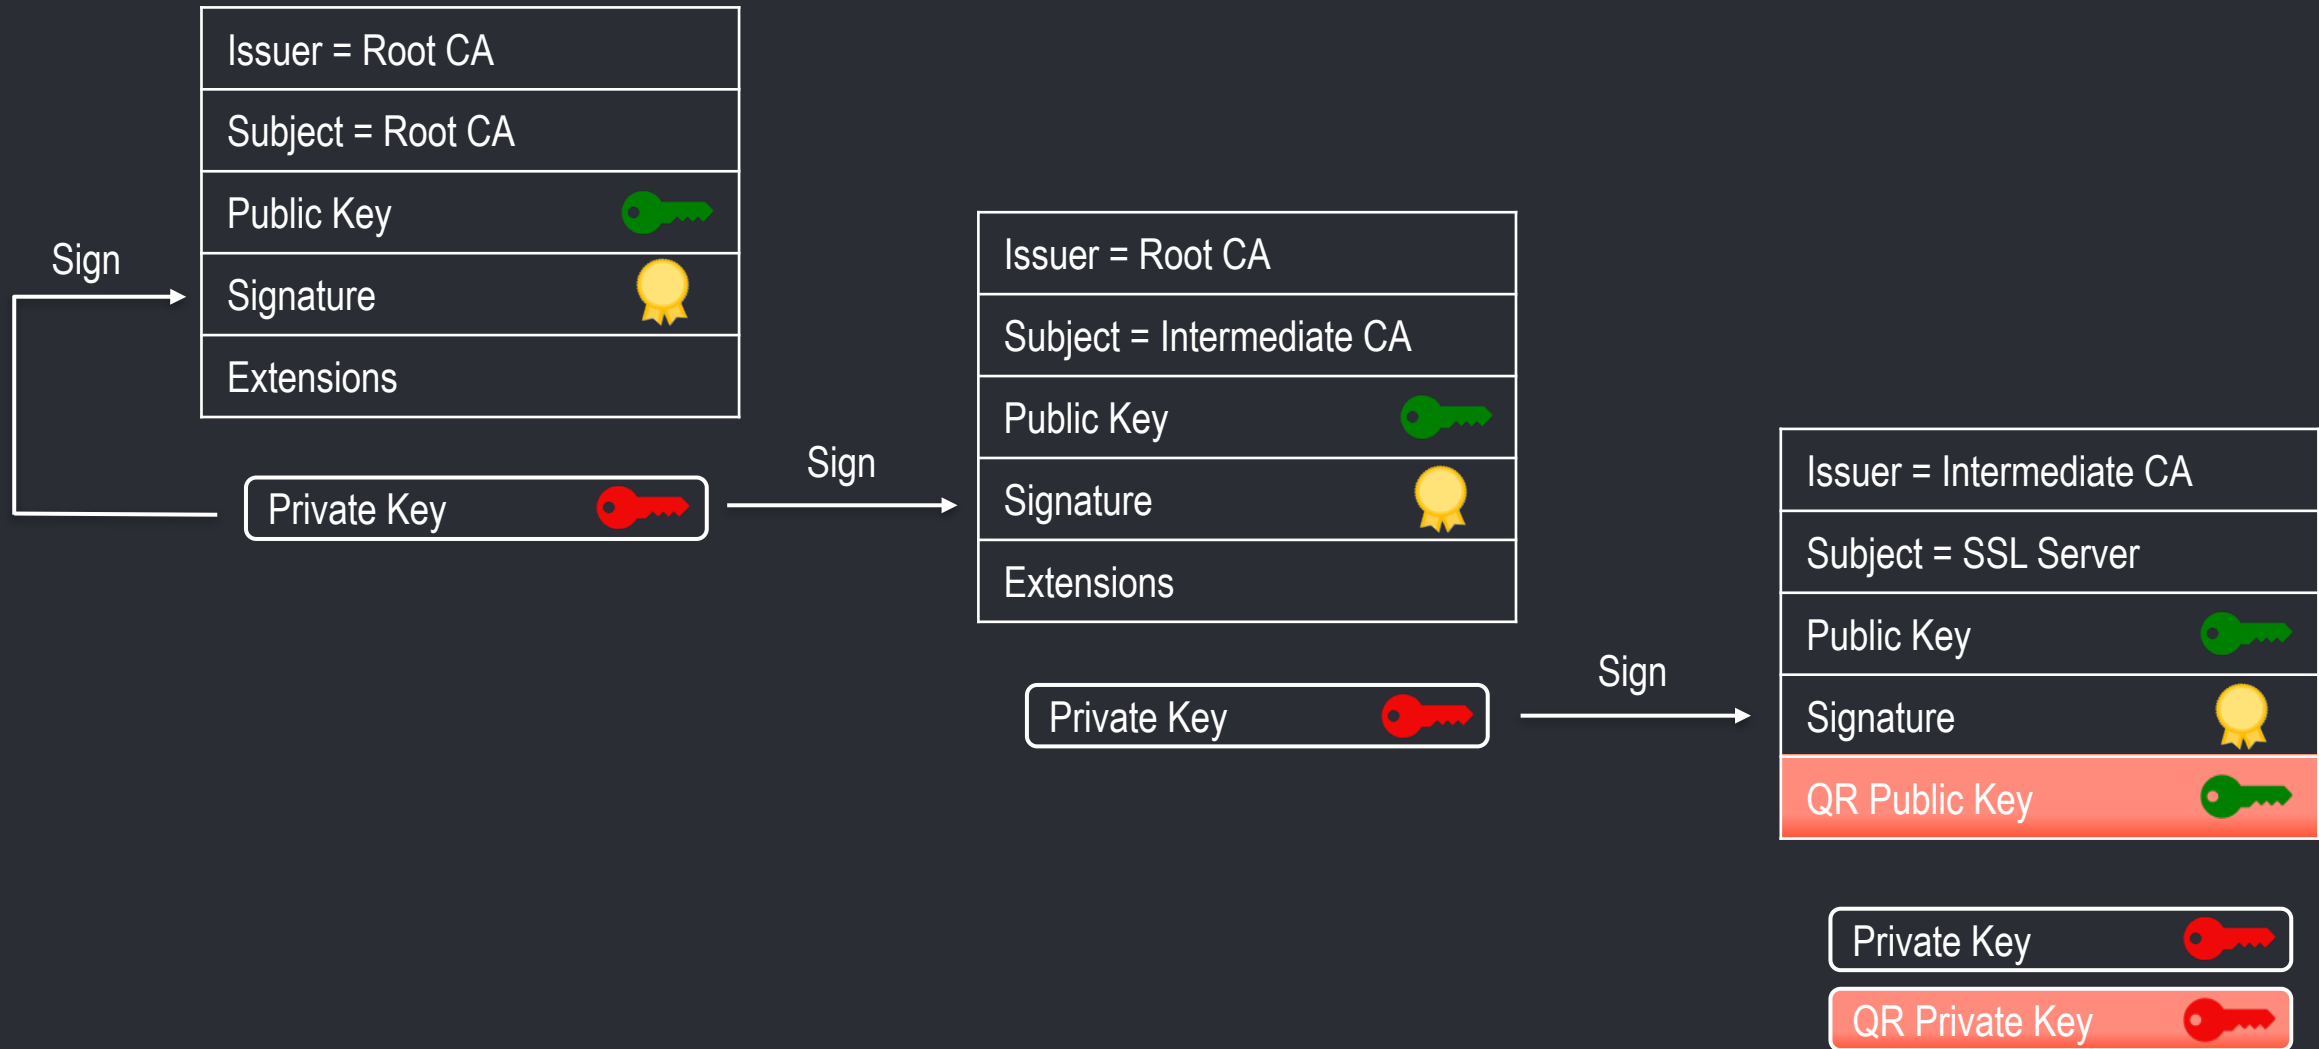 Issuer = Root CA
Subject = Root CA
Public Key
Signature
Extensions
Sign
Private Key
Sign
Issuer = Root CA
Subject = Intermediate CA
Public Key
Signature
Extensions
Private Key
Sign
Issuer = Intermediate CA
Subject = SSL Server
Public Key
Signature
QR Public Key
Private Key
QR Private Key